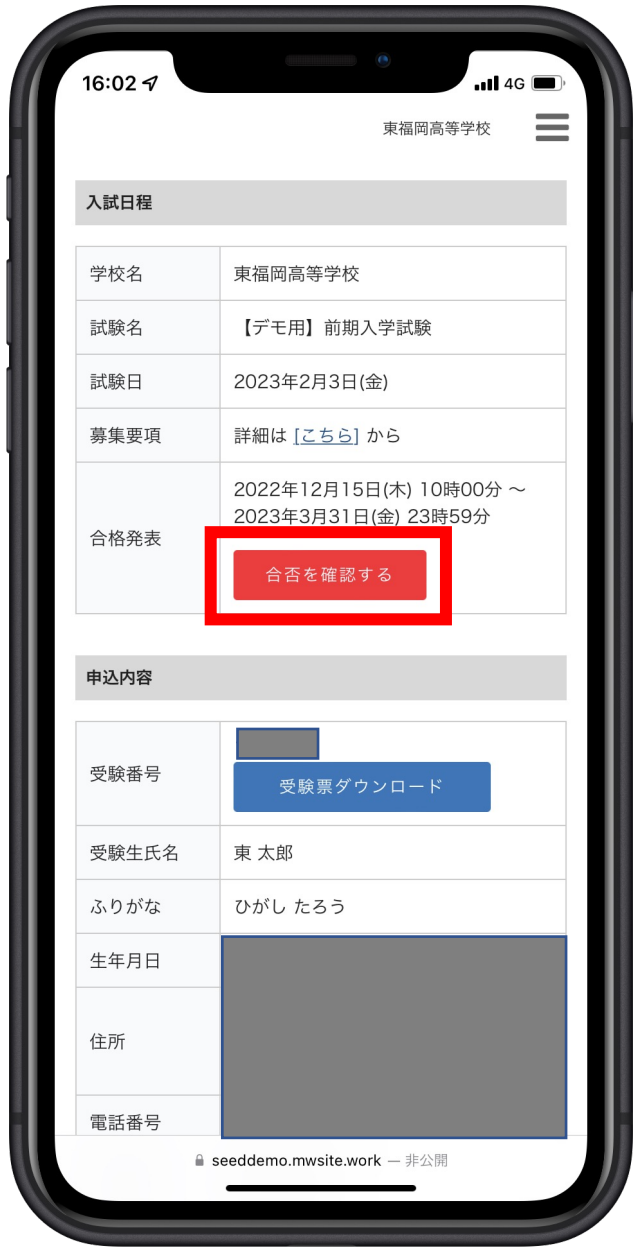 16:02
4G
東福岡高等学校
入試日程
学校名 東福岡高等学校
試験名 【デモ用】前期入学試験
試験日 2023年2月3日(金)
募集要項 詳細は [こちら] から
合格発表 2022年12月15日(木) 10時00分 ～
2023年3月31日(金) 23時59分
合否を確認する
申込内容
受験番号
受験票ダウンロード
受験生氏名 東 太郎
ふりがな ひがし たろう
生年月日
住所
電話番号
seeddemo.mwsite.work — 非公開